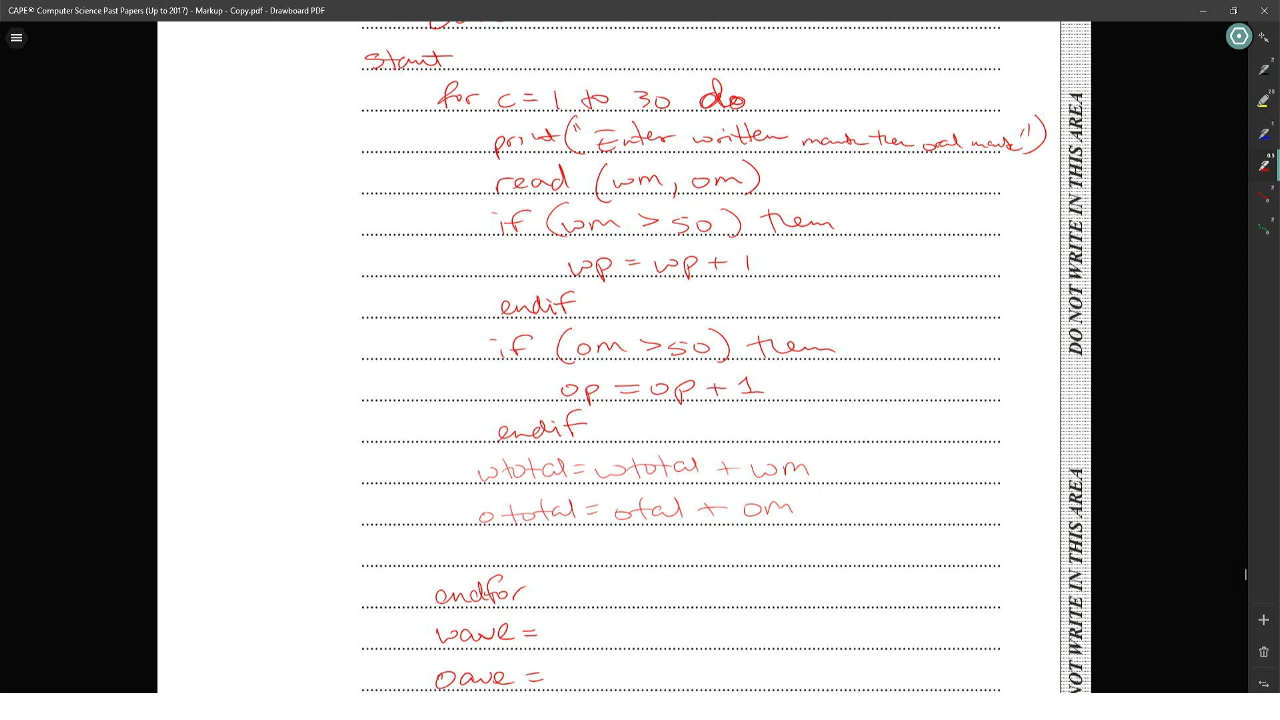 CAPE® Computer Science Past Papers (Up to 2017) - Markup - Copy.pdf - Drawboard PDF
start
for c = 1 to 30 do
print("Enter written mark then oral mark")
read (wm, om)
if (wm > 50) then
wp = wp + 1
endif
if (om > 50) then
op = op + 1
endif
wtotal = wtotal + wm
ototal = otal + om
endfor
wave =
oave =
DO NOT WRITE IN THIS AREA
NOT WRITE IN THIS AREA